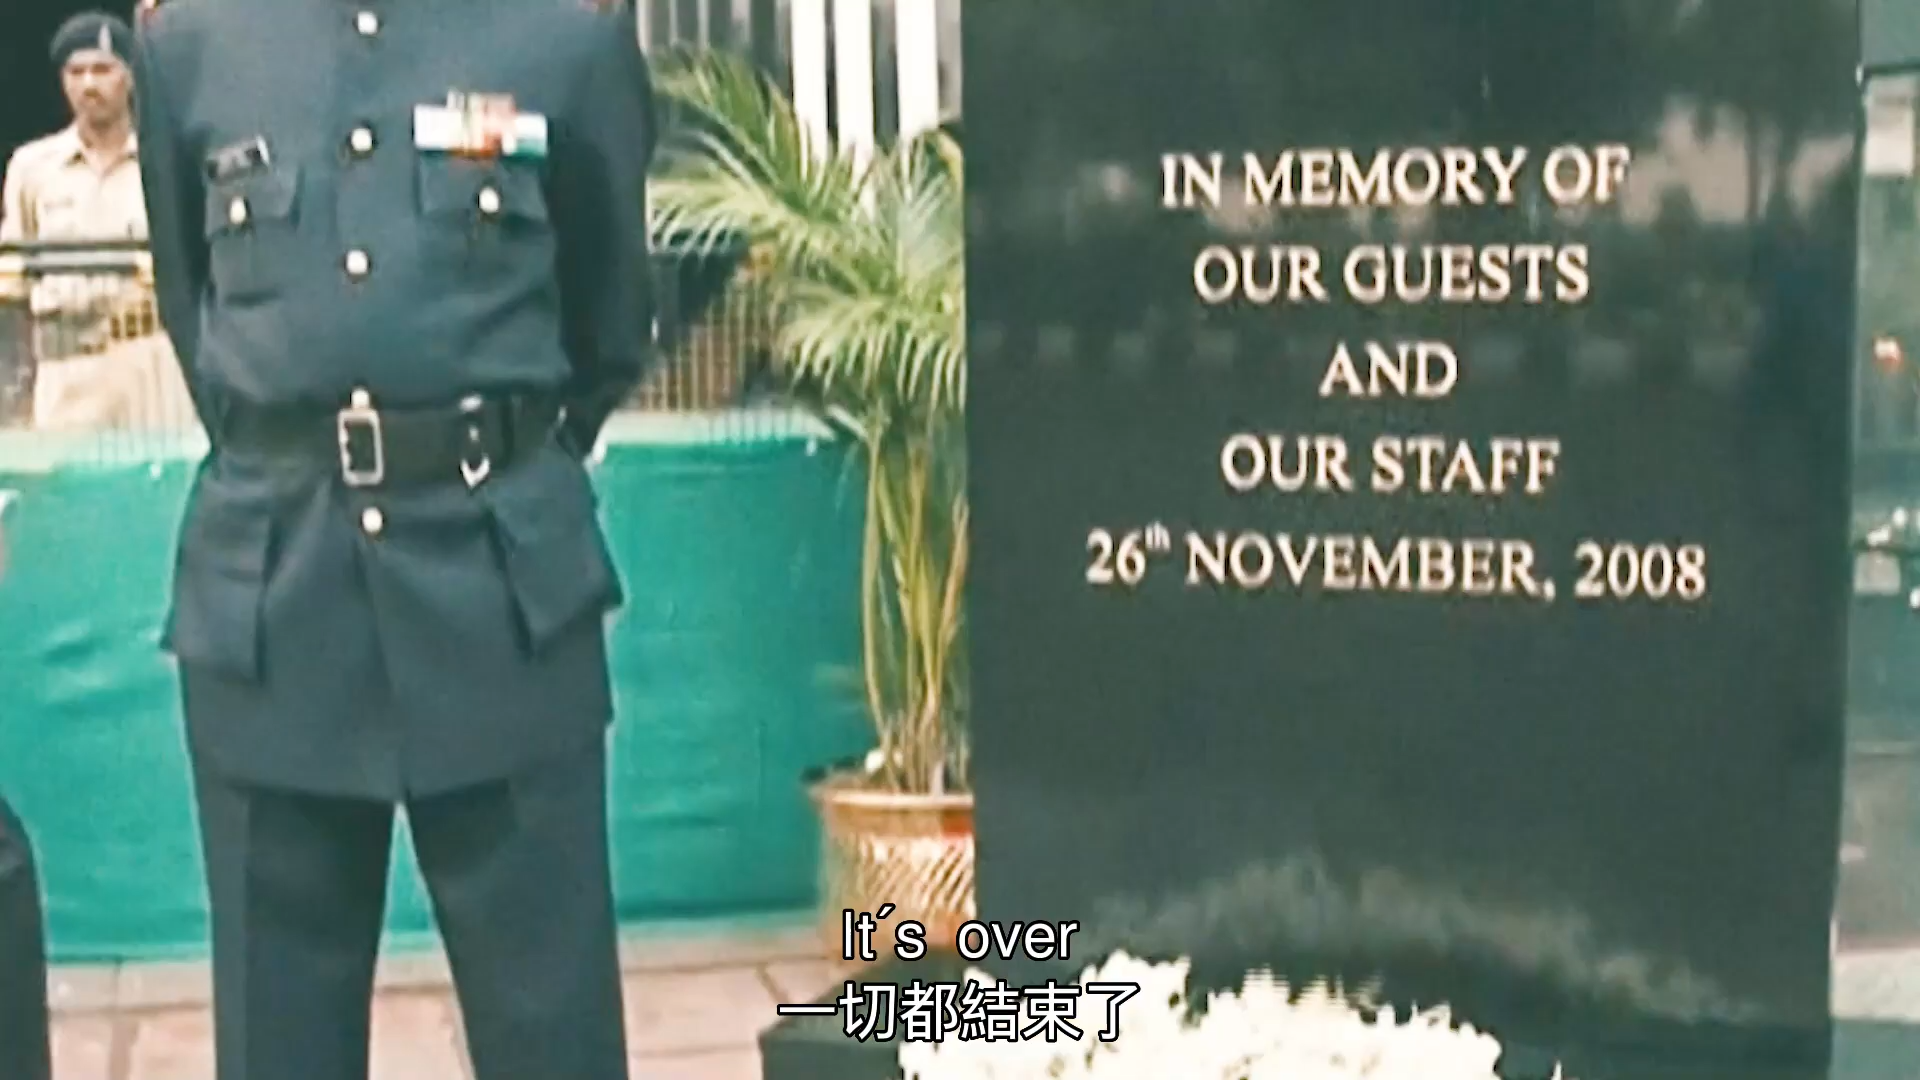 IN MEMORY OF
OUR GUESTS
AND
OUR STAFF
26th NOVEMBER, 2008
It´s over
一切都結束了